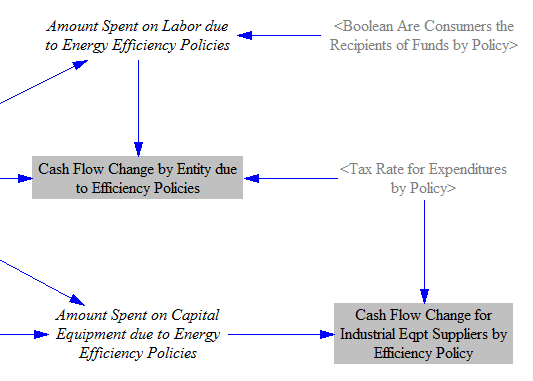 Amount Spent on Labor due
to Energy Efficiency Policies
<Boolean Are Consumers the
Recipients of Funds by Policy>
Cash Flow Change by Entity due
to Efficiency Policies
<Tax Rate for Expenditures
by Policy>
Amount Spent on Capital
Equipment due to Energy
Efficiency Policies
Cash Flow Change for
Industrial Eqpt Suppliers by
Efficiency Policy